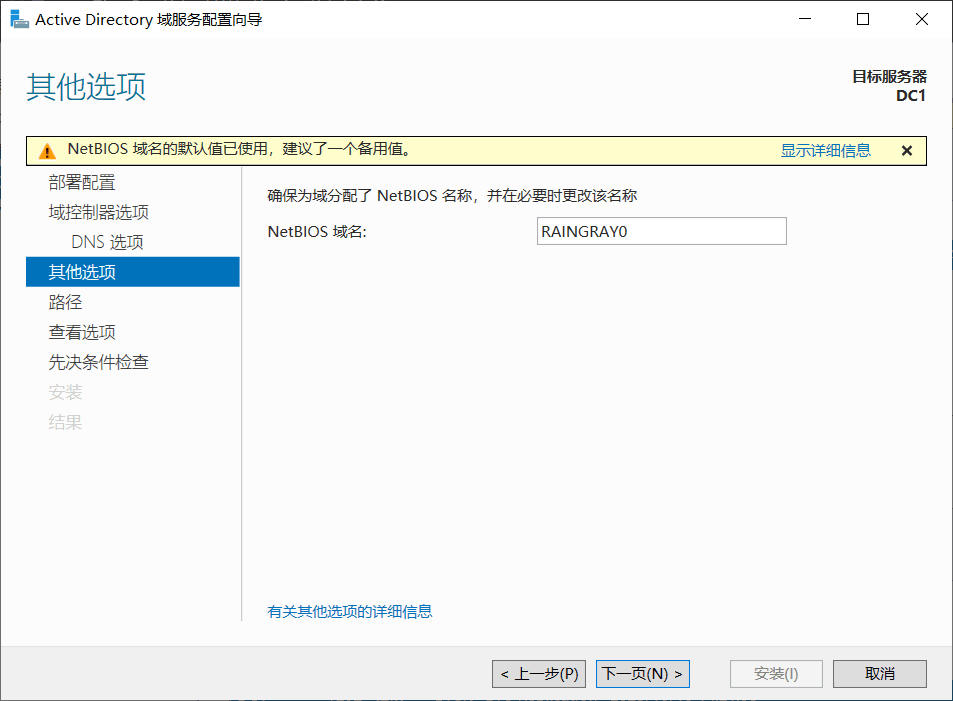 Active Directory 域服务配置向导
其他选项
目标服务器
DC1
NetBIOS 域名的默认值已使用，建议了一个备用值。 显示详细信息
部署配置
域控制器选项
DNS 选项
其他选项
路径
查看选项
先决条件检查
安装
结果
确保为域分配了 NetBIOS 名称，并在必要时更改该名称
NetBIOS 域名: RAINGRAY0
有关其他选项的详细信息
< 上一步(P) 下一页(N) > 安装(I) 取消